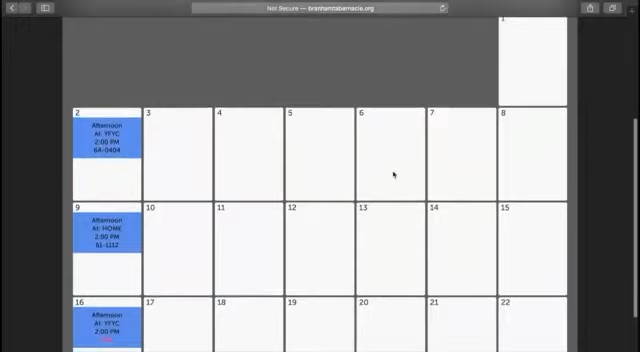 Not Secure — branhamtabernacle.org
1
2 3 4 5 6 7 8
Afternoon
At: YFYC
2:00 PM
64-0404
9 10 11 12 13 14 15
Afternoon
At: HOME
2:00 PM
61-1112
16 17 18 19 20 21 22
Afternoon
At: YFYC
2:00 PM